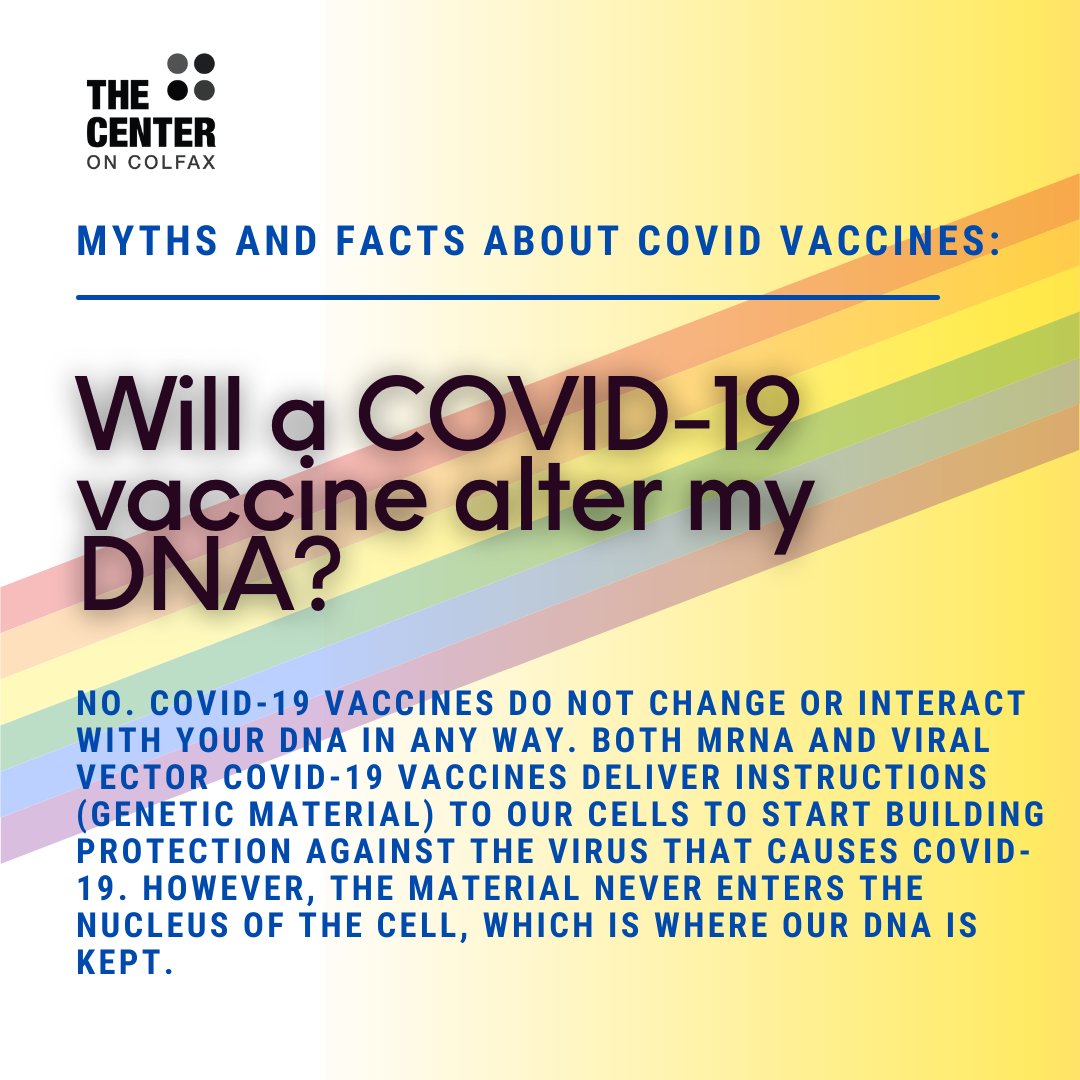 THE
CENTER
ON COLFAX
MYTHS AND FACTS ABOUT COVID VACCINES:
Will a COVID-19
vaccine alter my
DNA?
NO. COVID-19 VACCINES DO NOT CHANGE OR INTERACT
WITH YOUR DNA IN ANY WAY. BOTH MRNA AND VIRAL
VECTOR COVID-19 VACCINES DELIVER INSTRUCTIONS
(GENETIC MATERIAL) TO OUR CELLS TO START BUILDING
PROTECTION AGAINST THE VIRUS THAT CAUSES COVID-
19. HOWEVER, THE MATERIAL NEVER ENTERS THE
NUCLEUS OF THE CELL, WHICH IS WHERE OUR DNA IS
KEPT.